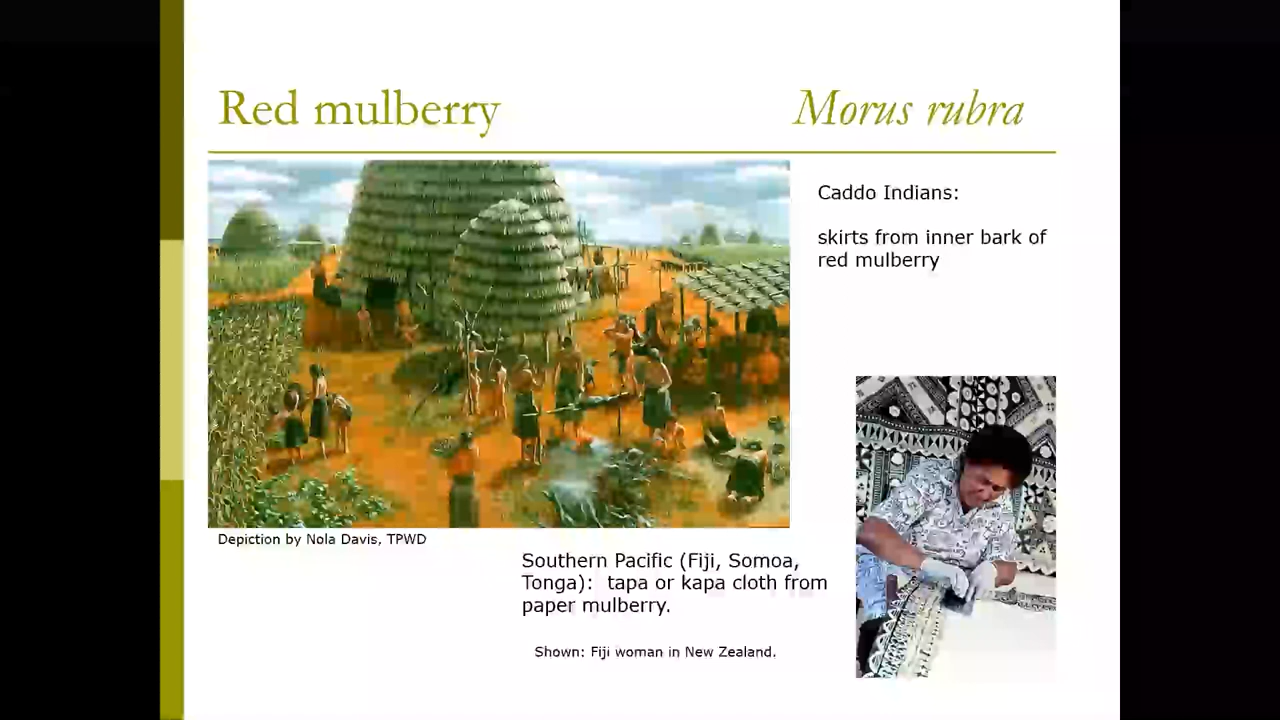 Red mulberry
Morus rubra
Caddo Indians:
skirts from inner bark of
red mulberry
Depiction by Nola Davis, TPWD
Southern Pacific (Fiji, Somoa,
Tonga):  tapa or kapa cloth from
paper mulberry.
Shown: Fiji woman in New Zealand.